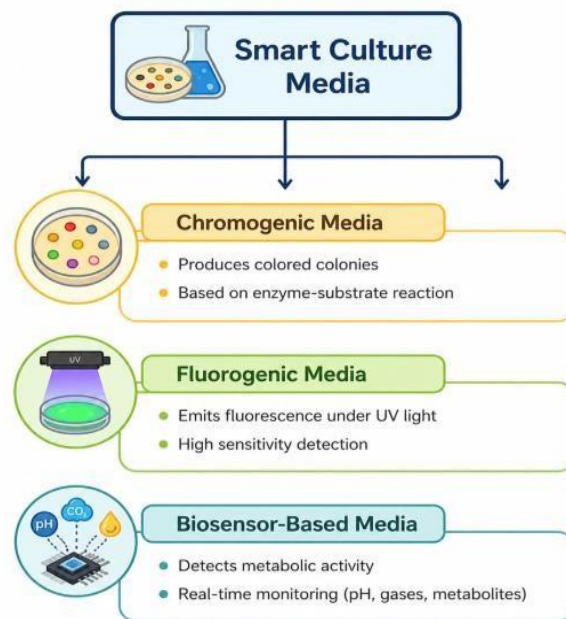 Smart Culture
Media
Chromogenic Media
Produces colored colonies
Based on enzyme-substrate reaction
UV
Fluorogenic Media
Emits fluorescence under UV light
High sensitivity detection
pH
CO₂
Biosensor-Based Media
Detects metabolic activity
Real-time monitoring (pH, gases, metabolites)